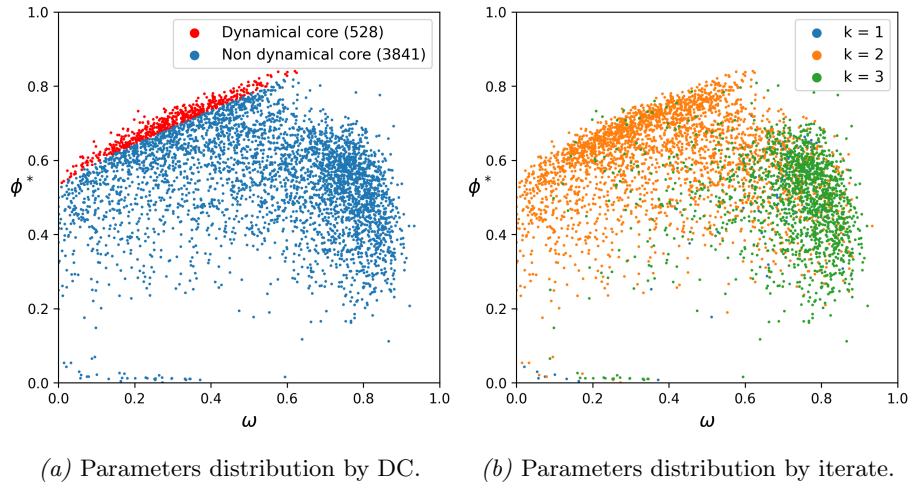 1.0
0.8
0.6
0.4
0.2
0.0
ϕ*
0.0 0.2 0.4 0.6 0.8 1.0
ω
Dynamical core (528)
Non dynamical core (3841)
(a) Parameters distribution by DC.
1.0
0.8
0.6
0.4
0.2
0.0
ϕ*
0.0 0.2 0.4 0.6 0.8 1.0
ω
k = 1
k = 2
k = 3
(b) Parameters distribution by iterate.